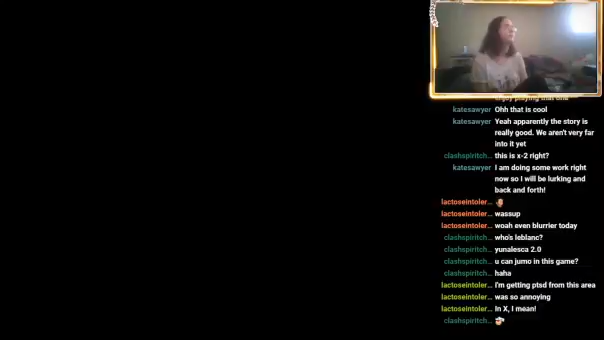 enjoy playing that one
katesawyer Ohh that is cool
katesawyer Yeah apparently the story is
really good. We aren't very far
into it yet
clashspiritch... this is x-2 right?
katesawyer I am doing some work right
now so I will be lurking and
back and forth!
lactoseintoler...
lactoseintoler... wassup
lactoseintoler... woah even blurrier today
clashspiritch... who's leblanc?
clashspiritch... yunalesca 2.0
clashspiritch... u can jumo in this game?
clashspiritch... haha
lactoseintoler... I'm getting ptsd from this area
lactoseintoler... was so annoying
lactoseintoler... In X, I mean!
clashspiritch...